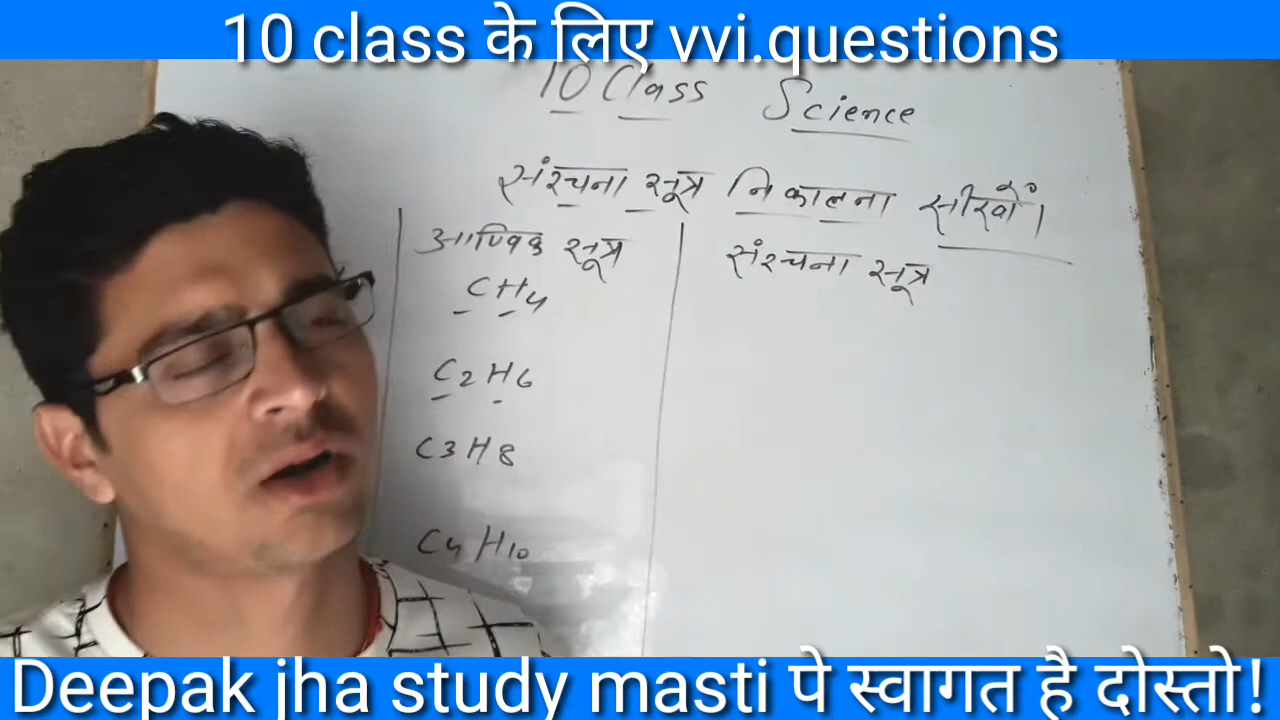 10 class के लिए vvi.questions
10 Class Science
संरचना सूत्र निकालना सीखें।
आण्विक सूत्र
संरचना सूत्र
CH4
C2H6
C3H8
C4H10
Deepak jha study masti पे स्वागत है दोस्तो!